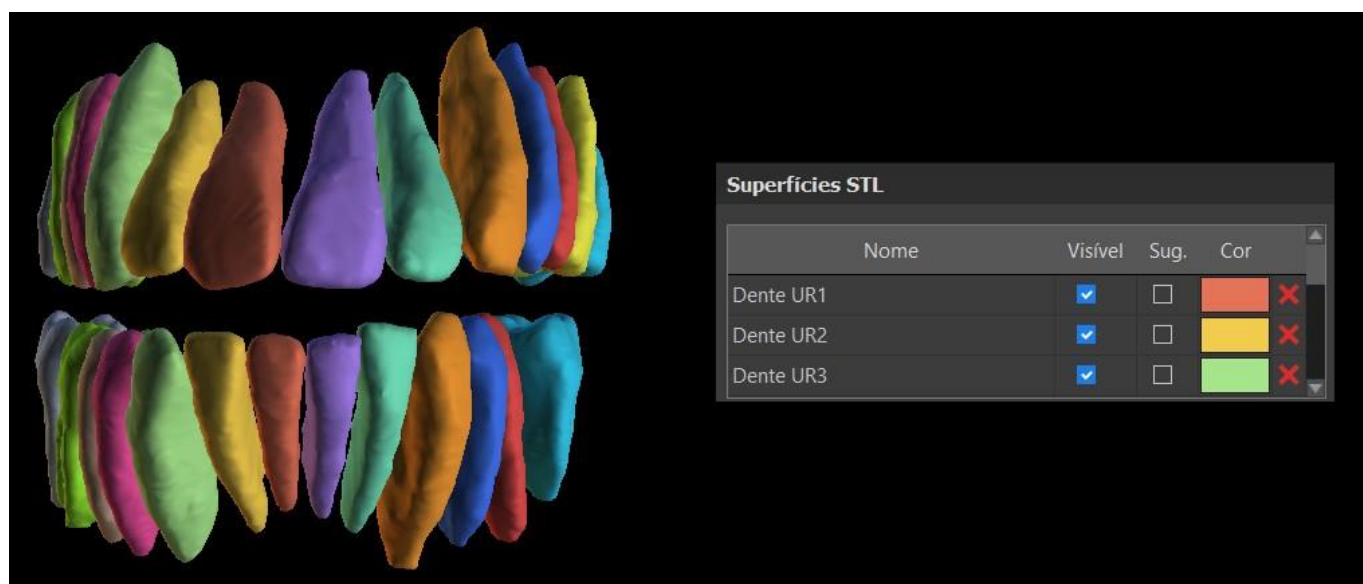 Superfícies STL
Nome Visível Sug. Cor
Dente UR1
Dente UR2
Dente UR3